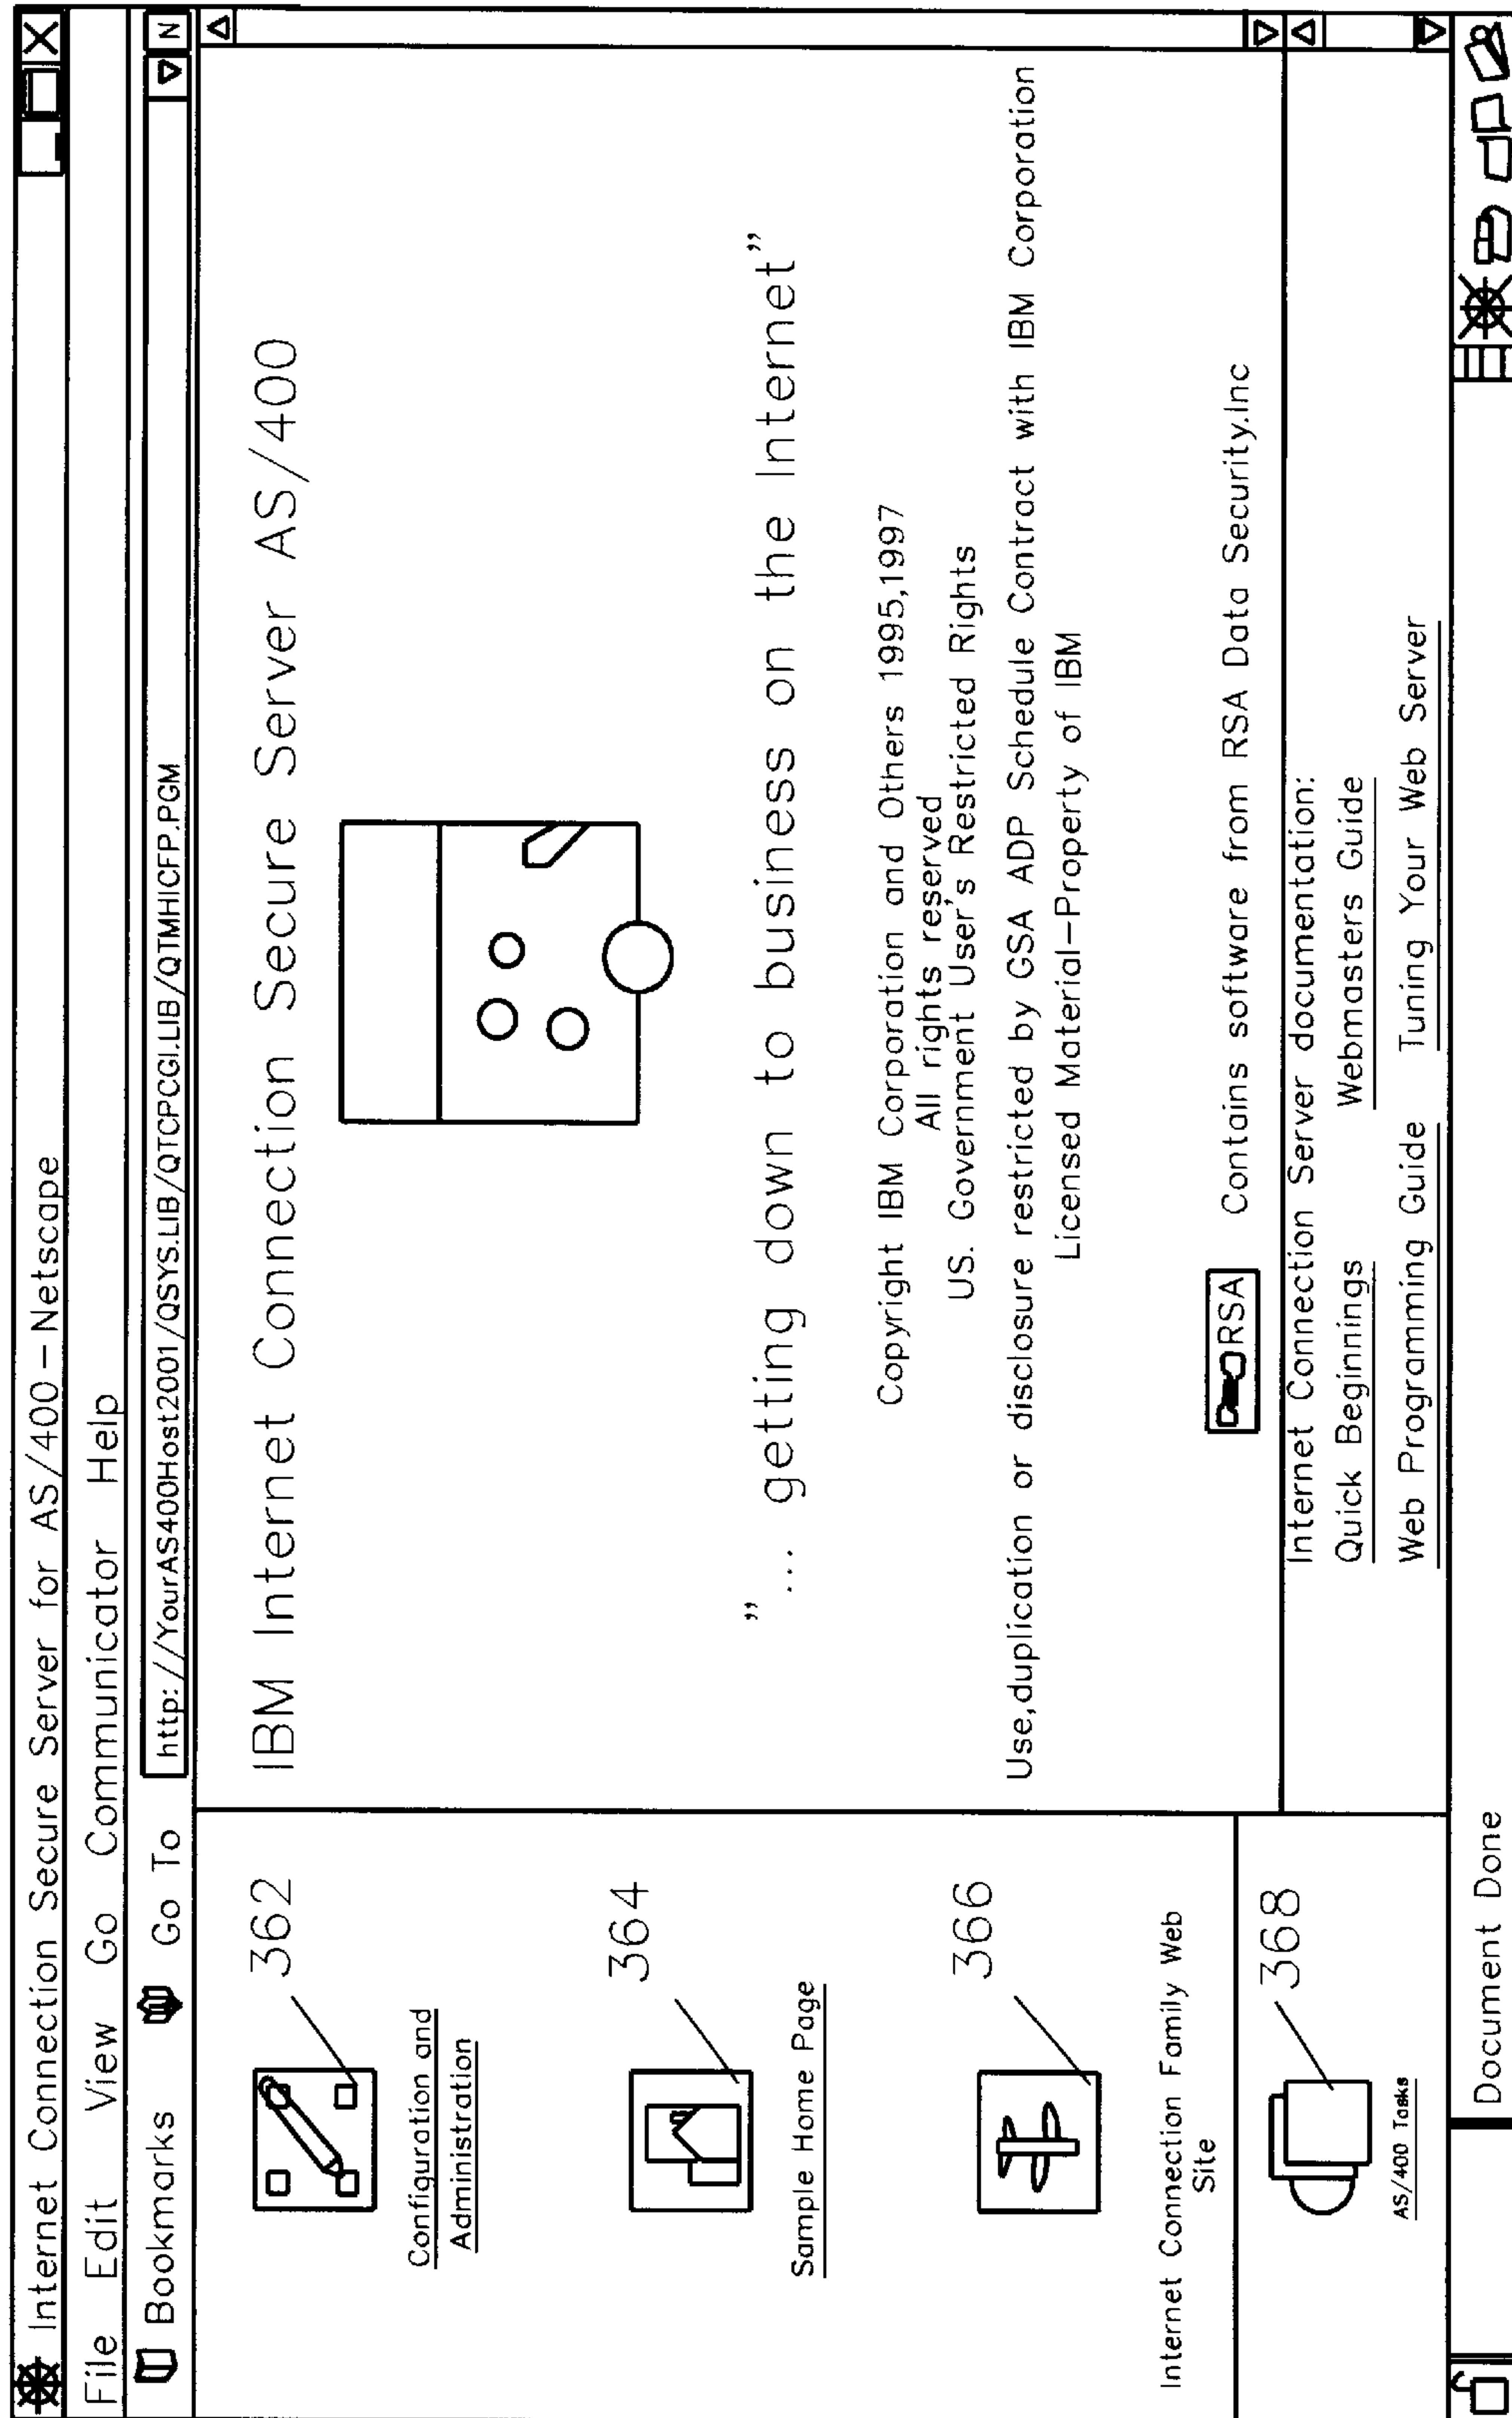 Internet Connection Secure Server for AS/400 – Netscape
File Edit View Go Communicator Help
Bookmarks Go To http://YourAS400Host2001/QSYS.LIB/QTCPCGI.LIB/QTMHICFP.PGM N
362
Configuration and
Administration
364
Sample Home Page
366
Internet Connection Family Web
Site
368
AS/400 Tasks
IBM Internet Connection Secure Server AS/400
"... getting down to business on the Internet"
Copyright IBM Corporation and Others 1995,1997
All rights reserved
US. Government User's Restricted Rights
Use,duplication or disclosure restricted by GSA ADP Schedule Contract with IBM Corporation
Licensed Material–Property of IBM
RSA Contains software from RSA Data Security.Inc
Internet Connection Server documentation:
Quick Beginnings Webmasters Guide
Web Programming Guide Tuning Your Web Server
Document Done